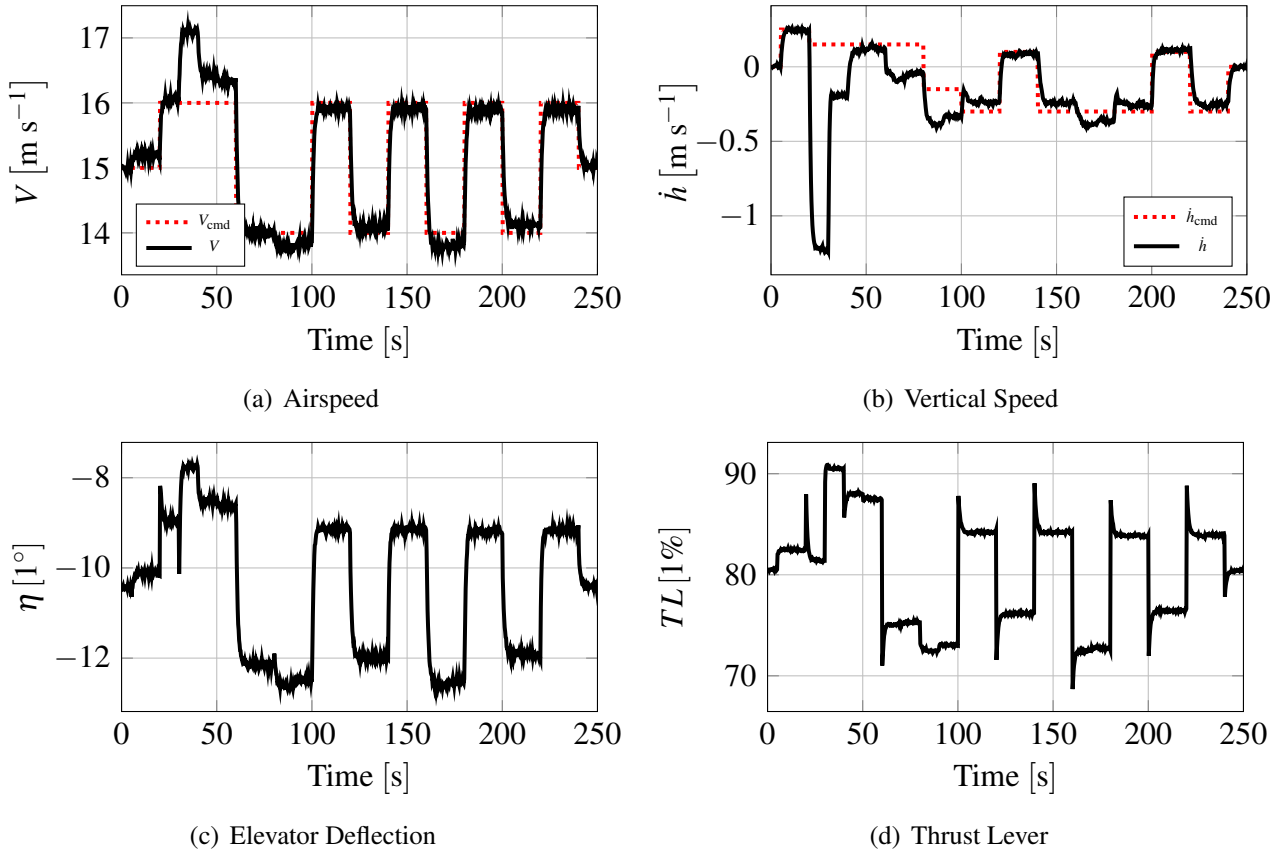 17
16
15
14
V [m s⁻¹]
V_cmd
V
0 50 100 150 200 250
Time [s]
(a) Airspeed
0
−0.5
−1
ḣ [m s⁻¹]
ḣ_cmd
ḣ
0 50 100 150 200 250
Time [s]
(b) Vertical Speed
−8
−10
−12
η [1°]
0 50 100 150 200 250
Time [s]
(c) Elevator Deflection
90
80
70
TL [1%]
0 50 100 150 200 250
Time [s]
(d) Thrust Lever